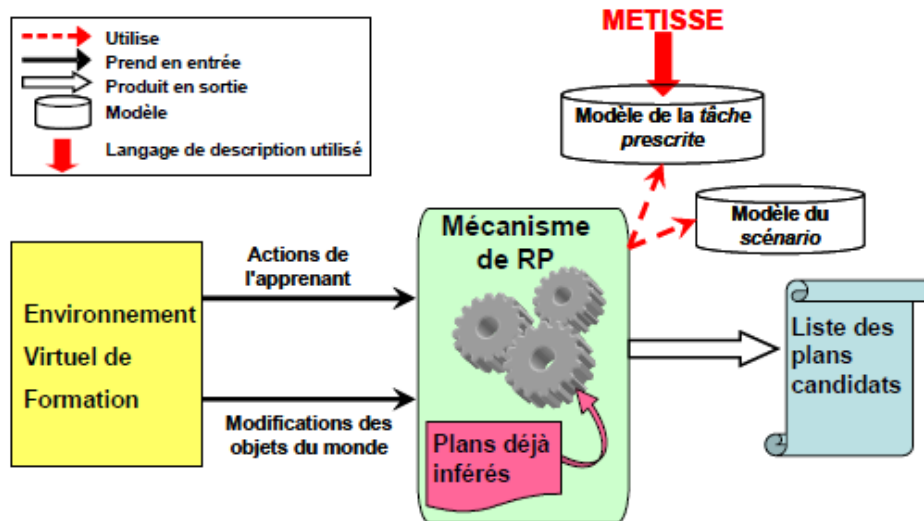 Utilise
Prend en entrée
Produit en sortie
Modèle
Langage de description utilisé
METISSE
Modèle de la tâche
prescrite
Modèle du
scénario
Mécanisme
de RP
Actions de
l'apprenant
Environnement
Virtuel de
Formation
Modifications des
objets du monde
Plans déjà
inférés
Liste des
plans
candidats